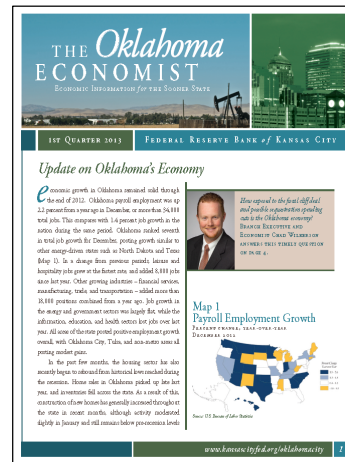 THE Oklahoma
ECONOMIST
ECONOMIC INFORMATION for THE SOONER STATE
1ST QUARTER 2013
FEDERAL RESERVE BANK of KANSAS CITY
Update on Oklahoma's Economy
economic growth in Oklahoma remained solid through
the end of 2012. Oklahoma payroll employment was up
2.2 percent from a year ago in December, or more than 34,000
total jobs. This compares with 1.6 percent job growth in the
nation during the same period. Oklahoma ranked seventh
in total job growth for December, posting growth similar to
other energy-driven states such as North Dakota and Texas
(Map 1). In a change from previous periods, leisure and
hospitality jobs grew at the fastest rate, and added 8,000 jobs
since last year. Other growing industries – financial services,
manufacturing, trade, and transportation – added more than
18,000 positions combined from a year ago. Job growth in
the energy and government sectors was largely flat, while the
information, education, and health sectors lost jobs over last
year. All areas of the state posted positive employment growth
overall, with Oklahoma City, Tulsa, and non-metro areas all
posting modest gains.
In the past few months, the housing sector has also
recently begun to rebound from historical lows reached during
the recession. Home sales in Oklahoma picked up late last
year, and inventories fell across the state. As a result of this,
construction of new homes has generally increased throughout
the state in recent months, although activity moderated
slightly in January and still remains below pre-recession levels
How exposed to the fiscal cliff deal
and possible sequestration spending
cuts is the Oklahoma economy?
BRANCH EXECUTIVE AND
ECONOMIST CHAD WILKERSON
ANSWERS THIS TIMELY QUESTION
ON PAGE 4.
Map 1
Payroll Employment Growth
PERCENT CHANGE, YEAR-OVER-YEAR
DECEMBER 2012
Source: U.S. Bureau of Labor Statistics
www.kansascityfed.org/oklahomacity
1